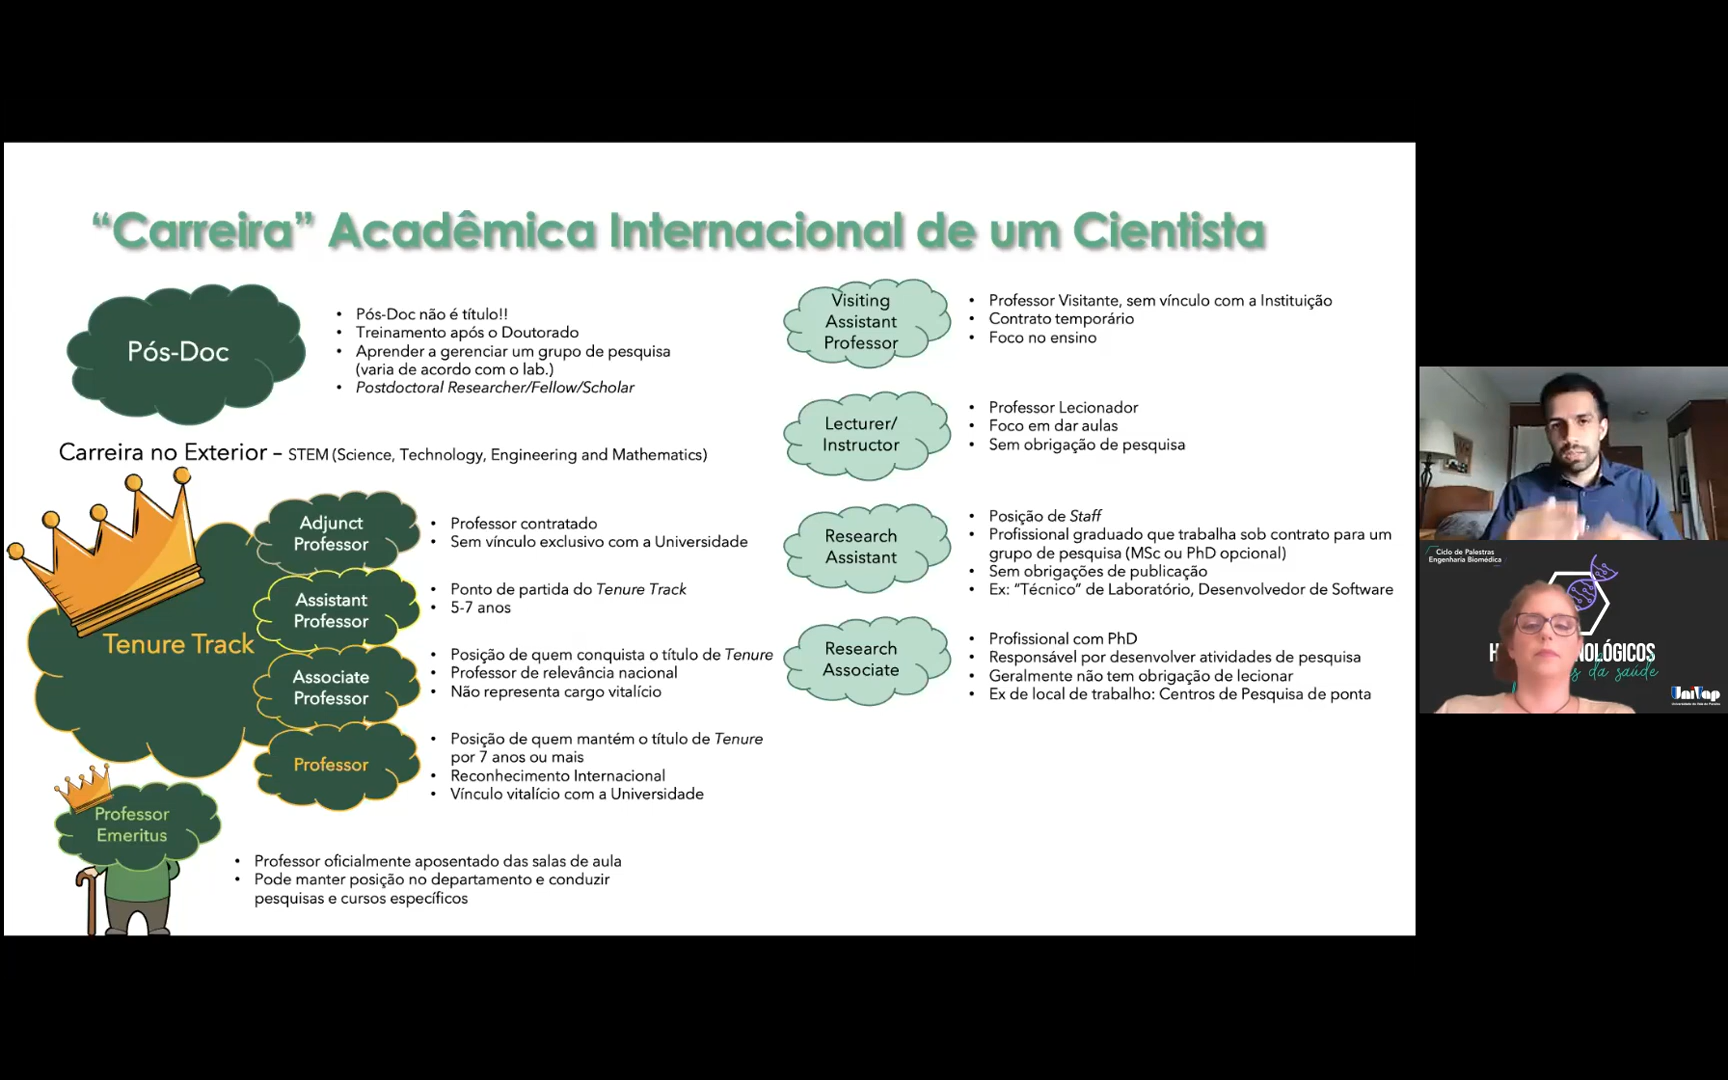 “Carreira” Acadêmica Internacional de um Cientista
Pós-Doc
• Pós-Doc não é título!!
• Treinamento após o Doutorado
• Aprender a gerenciar um grupo de pesquisa
(varia de acordo com o lab.)
• Postdoctoral Researcher/Fellow/Scholar
Carreira no Exterior – STEM (Science, Technology, Engineering and Mathematics)
Tenure Track
Adjunct
Professor
• Professor contratado
• Sem vínculo exclusivo com a Universidade
Assistant
Professor
• Ponto de partida do Tenure Track
• 5-7 anos
Associate
Professor
• Posição de quem conquista o título de Tenure
• Professor de relevância nacional
• Não representa cargo vitalício
Professor
• Posição de quem mantém o título de Tenure
por 7 anos ou mais
• Reconhecimento Internacional
• Vínculo vitalício com a Universidade
Professor
Emeritus
• Professor oficialmente aposentado das salas de aula
• Pode manter posição no departamento e conduzir
pesquisas e cursos específicos
Visiting
Assistant
Professor
• Professor Visitante, sem vínculo com a Instituição
• Contrato temporário
• Foco no ensino
Lecturer/
Instructor
• Professor Lecionador
• Foco em dar aulas
• Sem obrigação de pesquisa
Research
Assistant
• Posição de Staff
• Profissional graduado que trabalha sob contrato para um
grupo de pesquisa (MSc ou PhD opcional)
• Sem obrigações de publicação
• Ex: “Técnico” de Laboratório, Desenvolvedor de Software
Research
Associate
• Profissional com PhD
• Responsável por desenvolver atividades de pesquisa
• Geralmente não tem obrigação de lecionar
• Ex de local de trabalho: Centros de Pesquisa de ponta
Ciclo de Palestras
Engenharia Biomédica
H NOLÓGICOS
s da saúde
UniVap